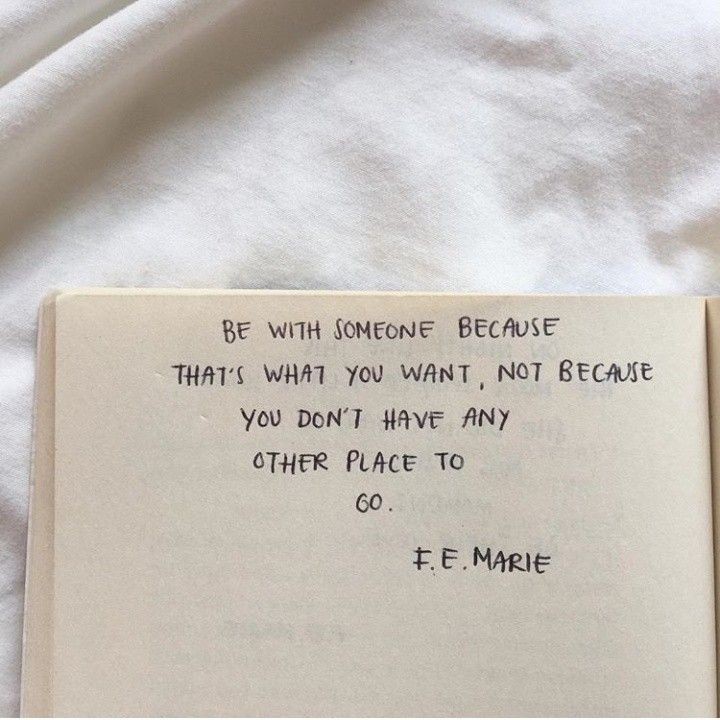 BE WITH SOMEONE BECAUSE
THAT'S WHAT YOU WANT, NOT BECAUSE
YOU DON'T HAVE ANY
OTHER PLACE TO
GO.
F.E. MARIE